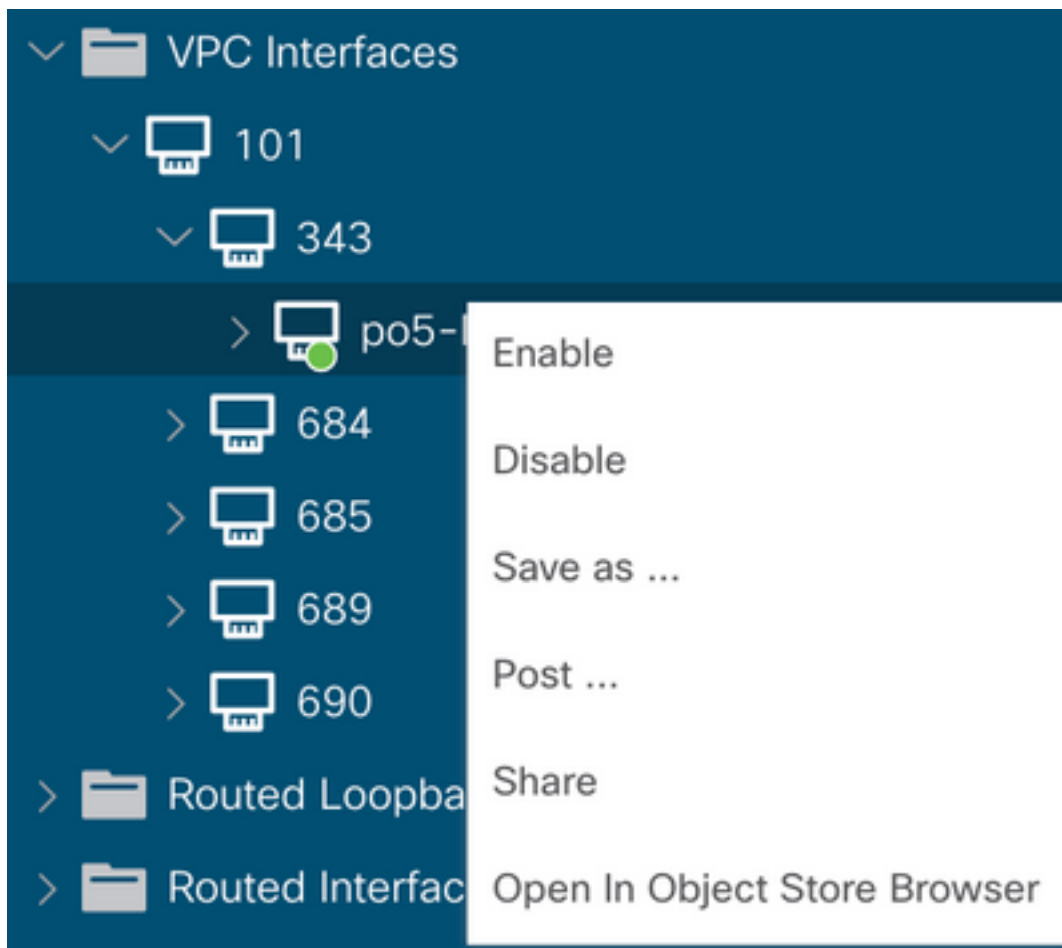 VPC Interfaces
101
343
po5-
Enable
684
Disable
685
Save as ...
689
Post ...
690
Share
Routed Loopba
Routed Interfac
Open In Object Store Browser